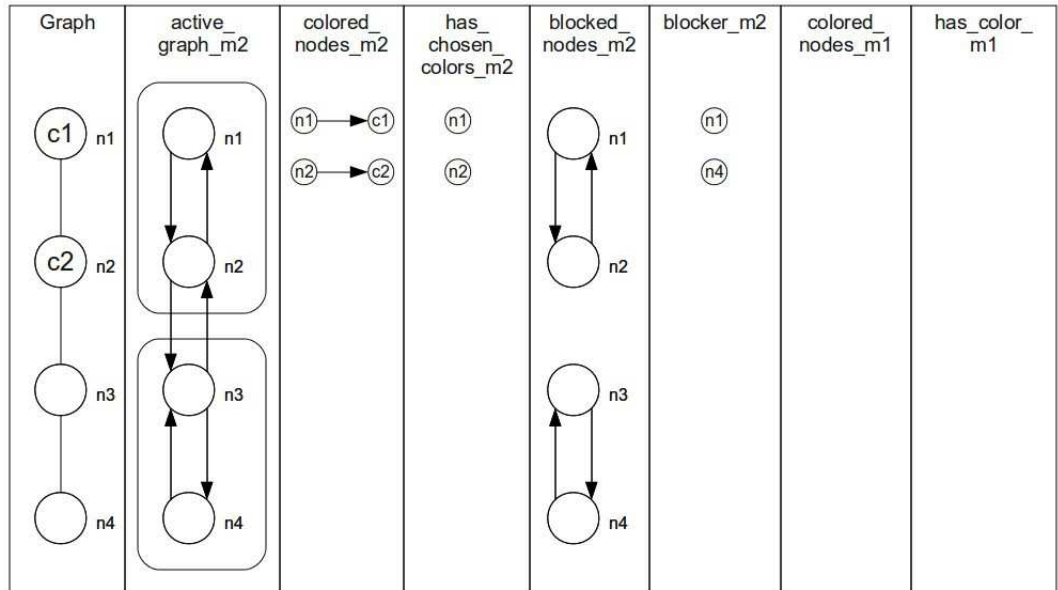 Graph
active_
graph_m2
colored_
nodes_m2
has_
chosen_
colors_m2
blocked_
nodes_m2
blocker_m2
colored_
nodes_m1
has_color_
m1
c1 n1
n1
n1 c1
n1
n1
n1
n2 c2
n2
n4
c2 n2
n2
n2
n3
n3
n3
n4
n4
n4